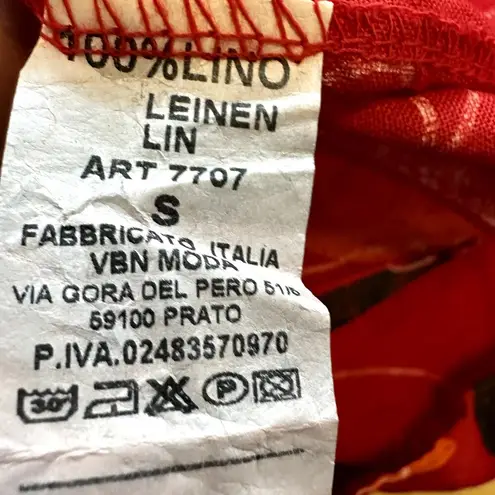 100%LINO
LEINEN
LIN
ART 7707
S
FABBRICATO ITALIA
VBN MODA
VIA GORA DEL PERO
59100 PRATO
P.IVA.02483570970
30°
P